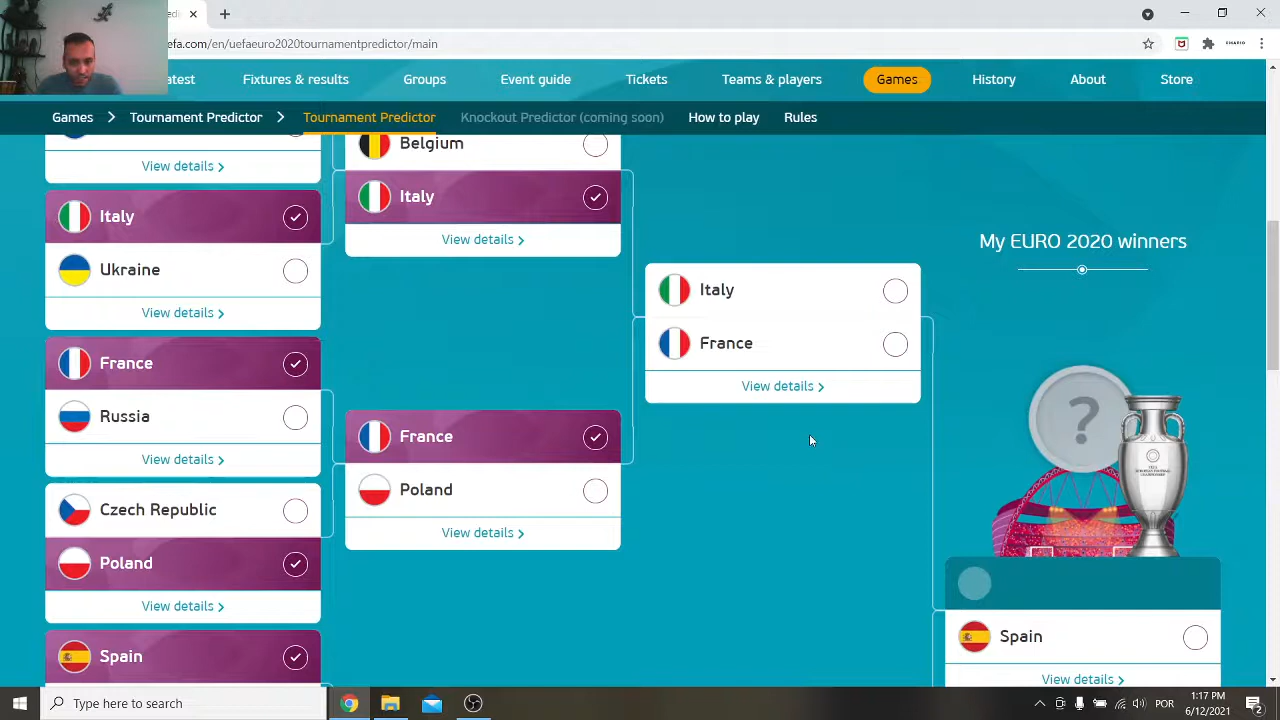 efa.com/en/uefaeuro2020tournamentpredictor/main
atest
Fixtures & results
Groups
Event guide
Tickets
Teams & players
Games
History
About
Store
Games
Tournament Predictor
Tournament Predictor
Knockout Predictor (coming soon)
How to play
Rules
View details
Italy
Ukraine
View details
France
Russia
View details
Czech Republic
Poland
View details
Spain
Belgium
Italy
View details
France
Poland
View details
Italy
France
View details
My EURO 2020 winners
?
Spain
View details
Type here to search
POR
1:17 PM
6/12/2021
2